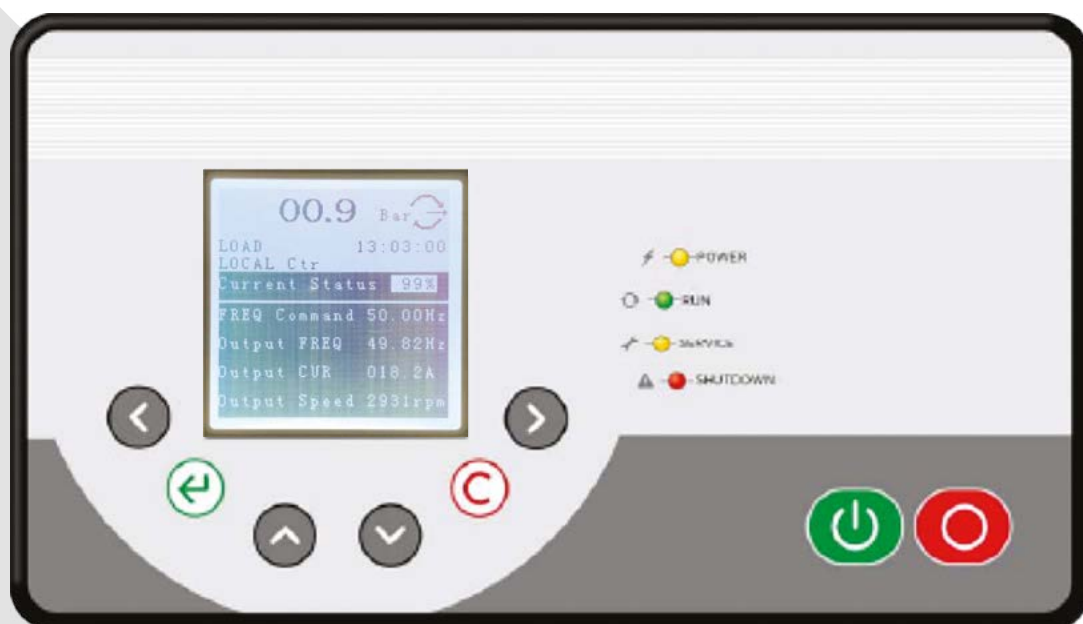 00.9 Bar
LOAD 13:03:00
LOCAL Ctr
Current Status 99%
FREQ Command 50.00Hz
Output FREQ 49.82Hz
Output CUR 018.2A
Output Speed 2931rpm
POWER
RUN
SERVICE
SHUTDOWN
C